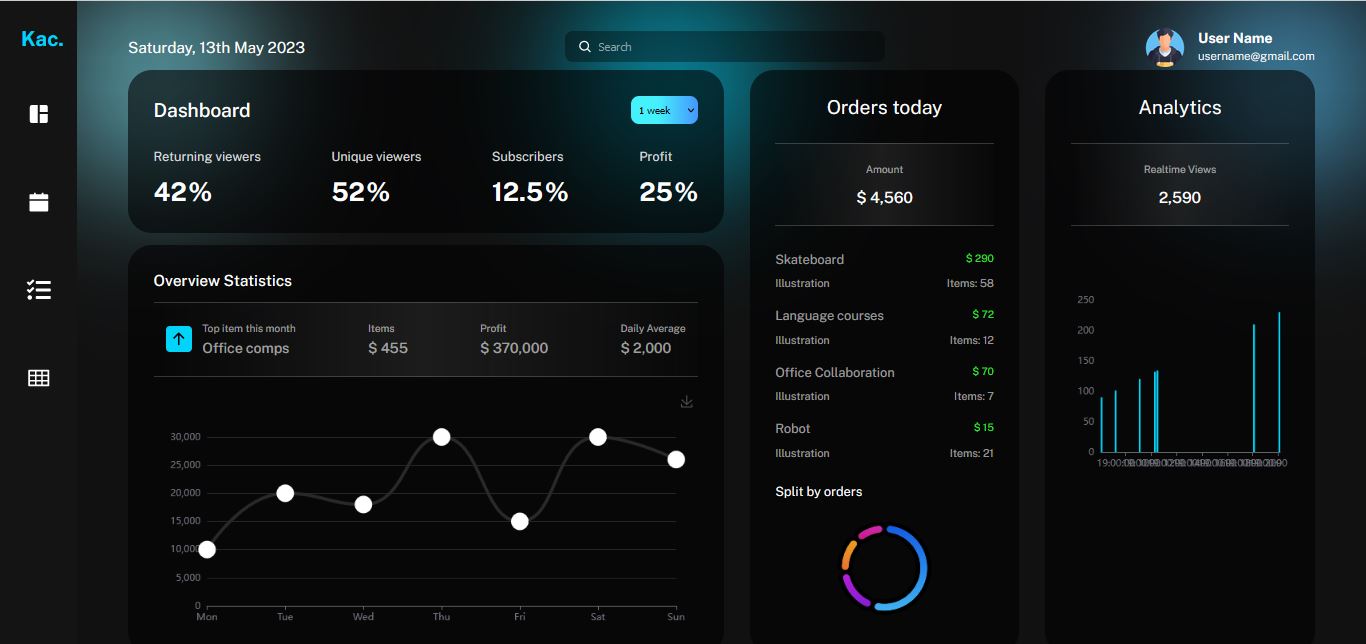 Kac.
Saturday, 13th May 2023
Search
User Name
username@gmail.com
Dashboard
1 week
Returning viewers
42%
Unique viewers
52%
Subscribers
12.5%
Profit
25%
Overview Statistics
Top item this month
Office comps
Items
$ 455
Profit
$ 370,000
Daily Average
$ 2,000
30,000
25,000
20,000
15,000
10,000
5,000
0
Mon Tue Wed Thu Fri Sat Sun
Orders today
Amount
$ 4,560
Skateboard $ 290
Illustration Items: 58
Language courses $ 72
Illustration Items: 12
Office Collaboration $ 70
Illustration Items: 7
Robot $ 15
Illustration Items: 21
Split by orders
Analytics
Realtime Views
2,590
250
200
150
100
50
0